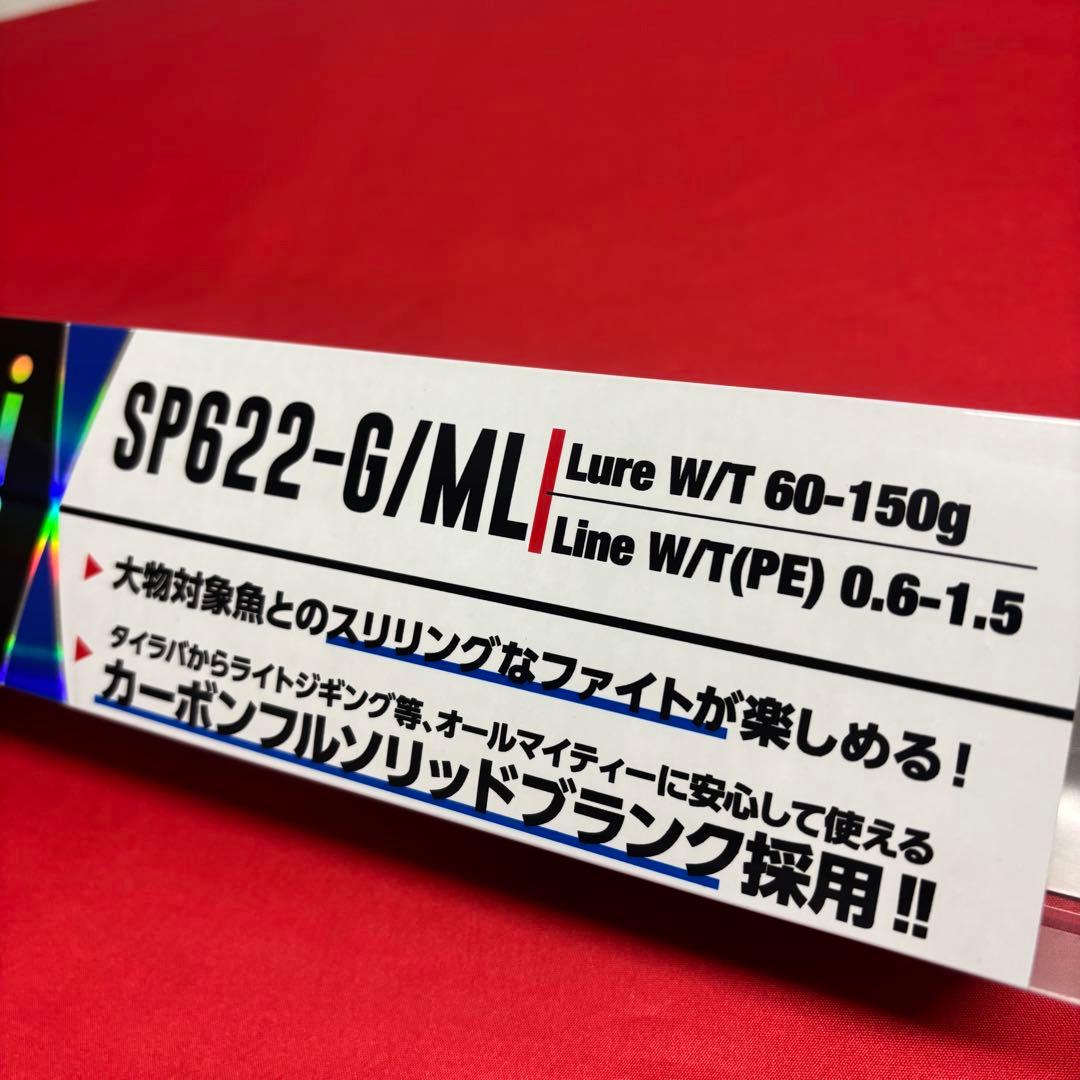 SP622-G/ML
Lure W/T 60-150g
Line W/T(PE) 0.6-1.5
大物対象魚とのスリリングなファイトが楽しめる!
タイラバからライトジギング等、オールマイティーに安心して使える
カーボンフルソリッドブランク採用!!